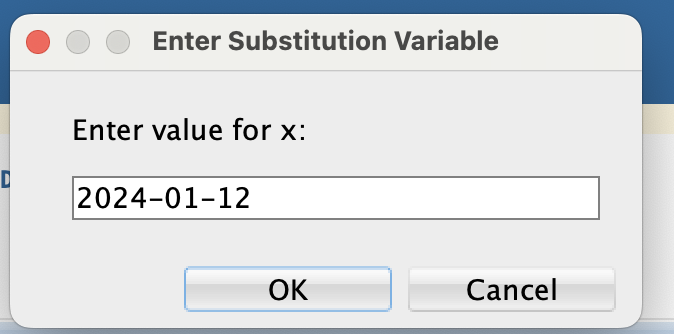 Enter Substitution Variable
Enter value for x:
2024-01-12
OK
Cancel